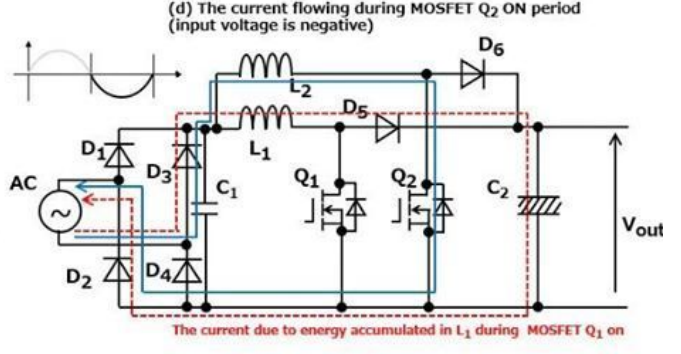 (d) The current flowing during MOSFET Q2 ON period
(input voltage is negative)
D6
L2
D5
D1
D3
L1
AC
C1
Q1
Q2
C2
Vout
D2
D4
The current due to energy accumulated in L1 during MOSFET Q1 on